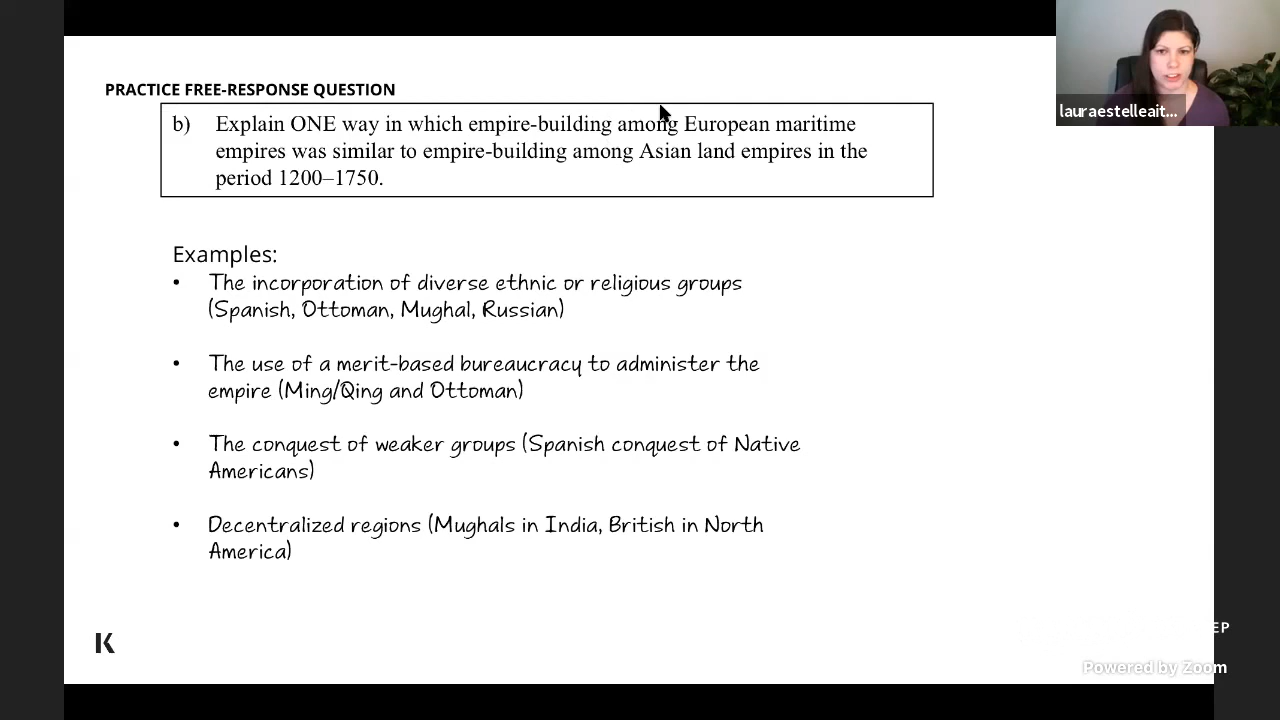 PRACTICE FREE-RESPONSE QUESTION
b) Explain ONE way in which empire-building among European maritime
empires was similar to empire-building among Asian land empires in the
period 1200–1750.
Examples:
• The incorporation of diverse ethnic or religious groups
(Spanish, Ottoman, Mughal, Russian)
• The use of a merit-based bureaucracy to administer the
empire (Ming/Qing and Ottoman)
• The conquest of weaker groups (Spanish conquest of Native
Americans)
• Decentralized regions (Mughals in India, British in North
America)
K
EP
Powered by Zoom
lauraestelleait...